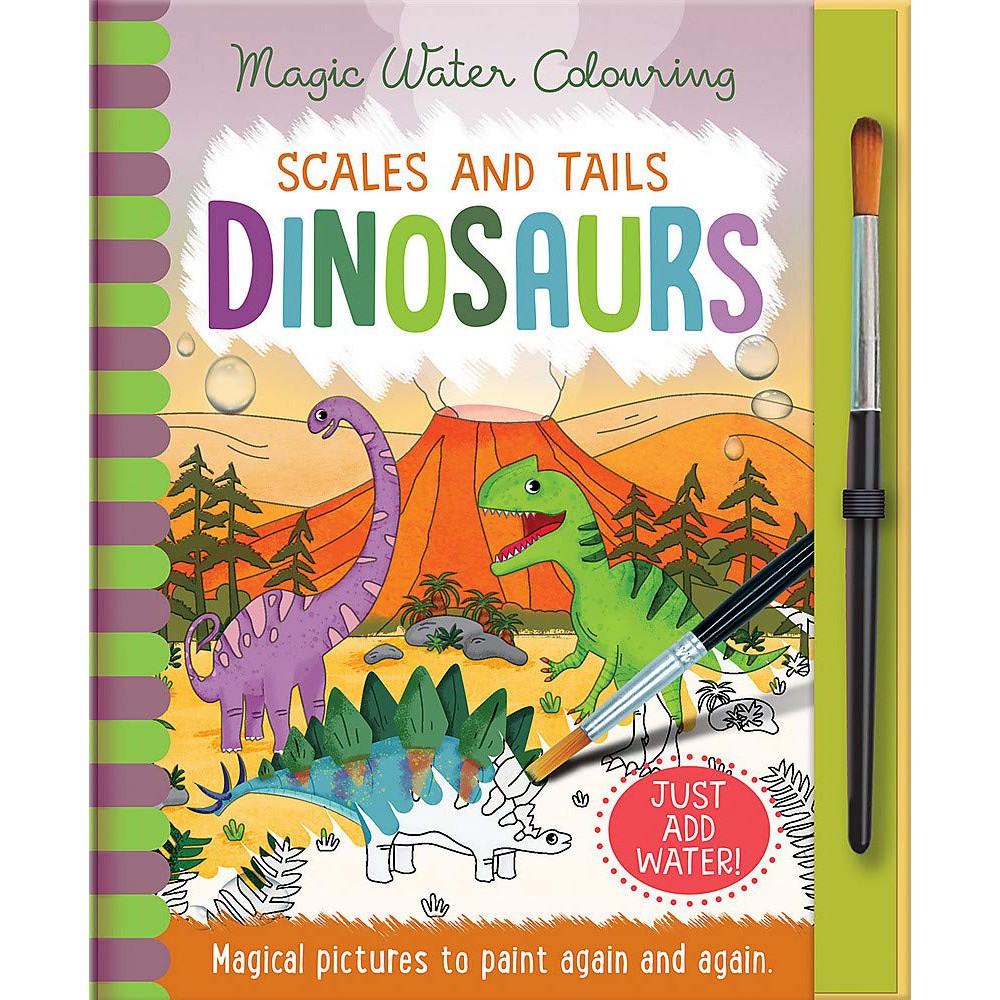 Magic Water Colouring
SCALES AND TAILS
DINOSAURS
JUST
ADD
WATER!
Magical pictures to paint again and again.